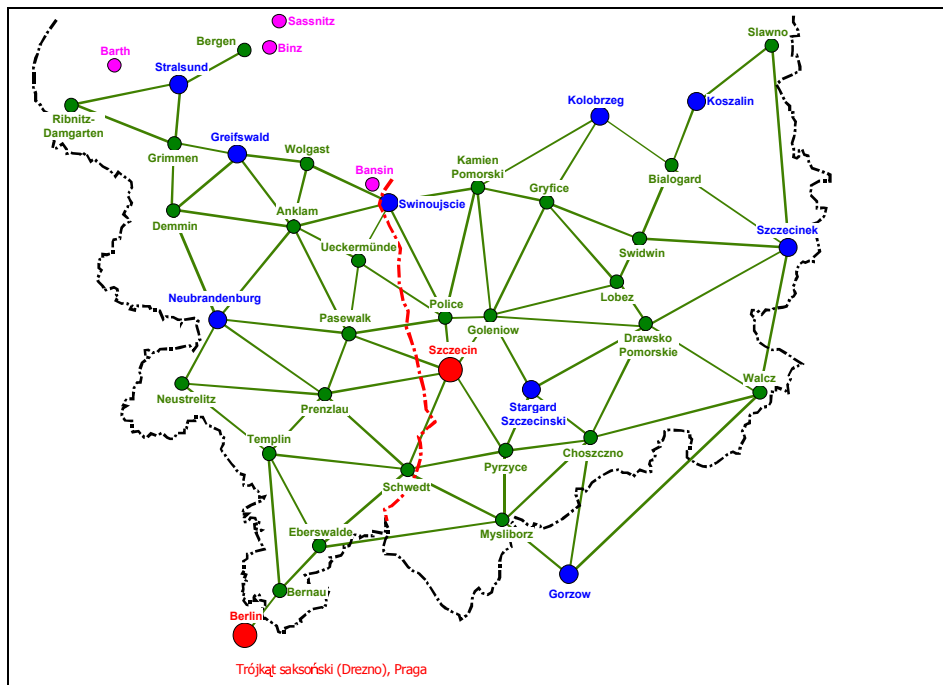 Sassnitz
Slawno
Bergen
Binz
Barth
Stralsund
Kolobrzeg
Koszalin
Ribnitz-
Damgarten
Greifswald
Grimmen
Wolgast
Kamien
Pomorski
Bansin
Gryfice
Bialogard
Swinoujscie
Demmin
Anklam
Szczecinek
Ueckermünde
Swidwin
Neubrandenburg
Lobez
Police
Pasewalk
Goleniow
Drawsko
Pomorskie
Szczecin
Walcz
Neustrelitz
Prenzlau
Stargard
Szczecinski
Templin
Choszczno
Pyrzyce
Schwedt
Eberswalde
Mysliborz
Bernau
Gorzow
Berlin
Trójkąt saksoński (Drezno), Praga